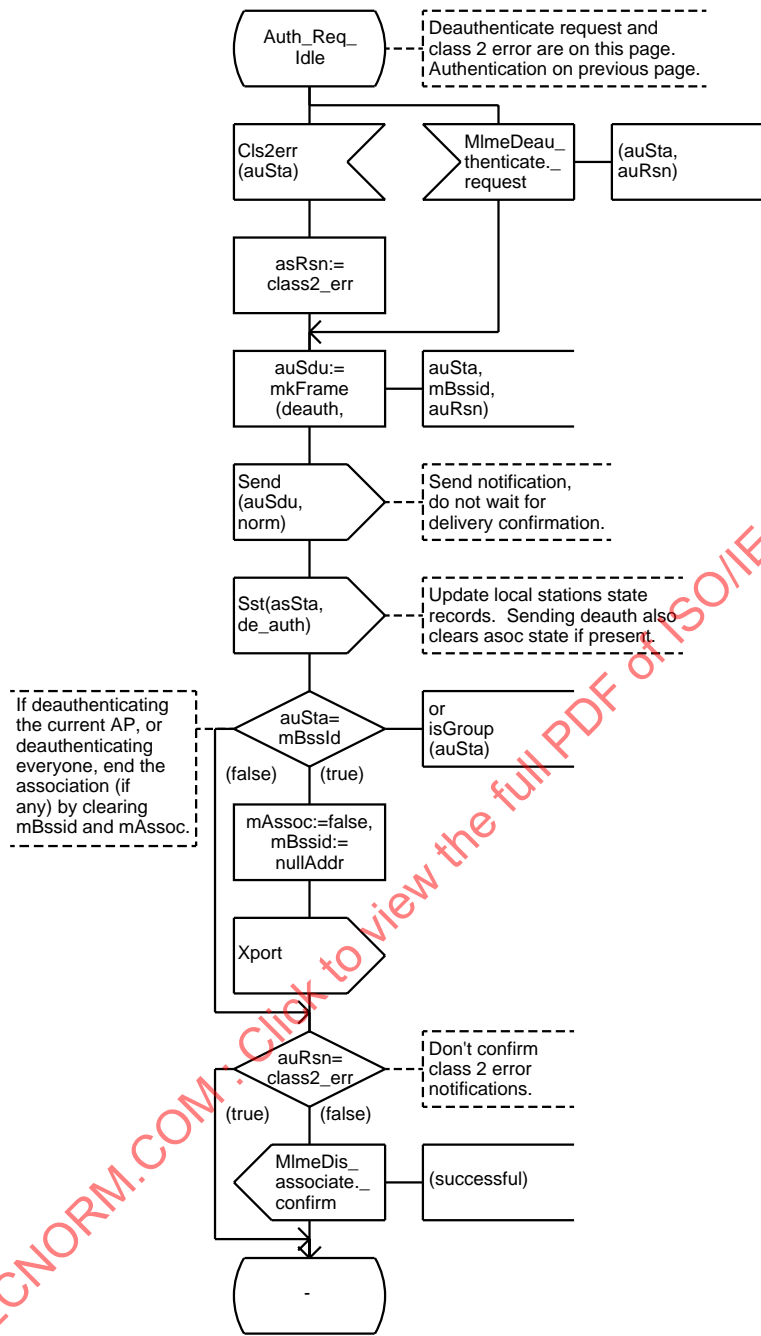 Auth_Req_
Idle
Deauthenticate request and
class 2 error are on this page.
Authentication on previous page.
Cls2err
(auSta)
MlmeDeau_
thenticate._
request
(auSta,
auRsn)
asRsn:=
class2_err
auSdu:=
mkFrame
(deauth,
auSta,
mBssid,
auRsn)
Send
(auSdu,
norm)
Send notification,
do not wait for
delivery confirmation.
Sst(asSta,
de_auth)
Update local stations state
records.  Sending deauth also
clears asoc state if present.
If deauthenticating
the current AP, or
deauthenticating
everyone, end the
association (if
any) by clearing
mBssid and mAssoc.
auSta=
mBssId
or
isGroup
(auSta)
(false)
(true)
mAssoc:=false,
mBssid:=
nullAddr
Xport
auRsn=
class2_err
Don't confirm
class 2 error
notifications.
(true)
(false)
MlmeDis_
associate._
confirm
(successful)
-
ECNORM.COM : Click to view the full PDF of ISO/IE